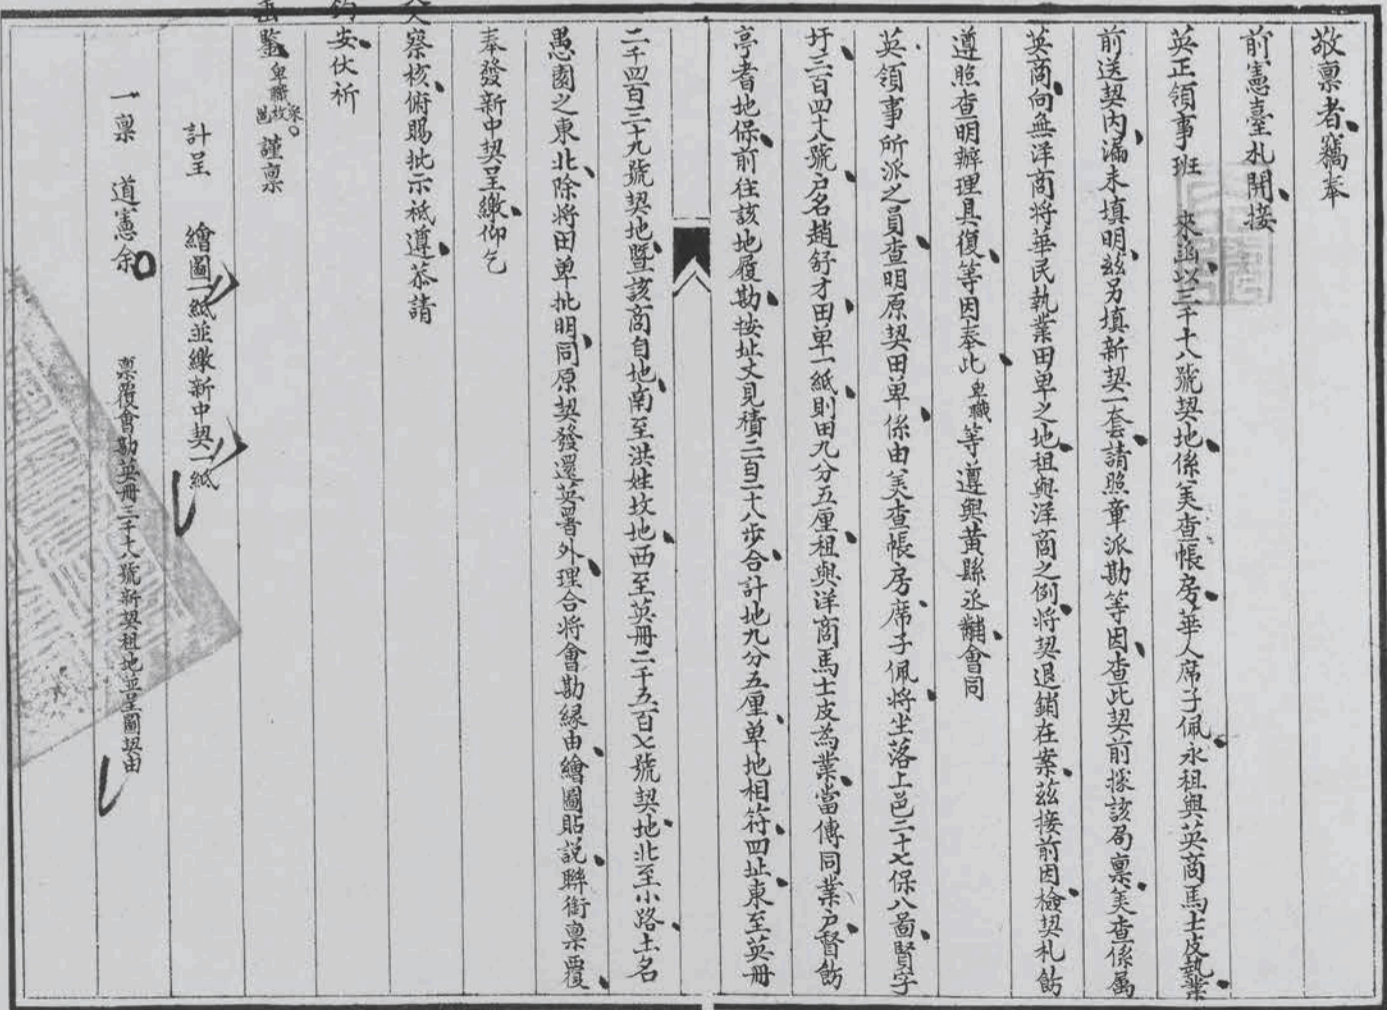 敬禀者竊奉
前憲臺札開接
英正領事班　來函以三千十八號契地係美查帳房華人席子佩永租與英商馬士皮執業
前送契內漏未填明茲另填新契一套請照章派勘等因查此契前據該局禀美查係屬
英商向無洋商將華民執業田單之地租與洋商之例將契退銷在案茲接前因檢契札飭
遵照查明辦理具復等因奉此卑職等遵與黃縣丞黼會同
英領事所派之員查明原契田單係由美查帳房席子佩將坐落上邑二十七保八啚賢字
圩三百四十八號户名趙舒才田单一紙則田九分五厘租與洋商馬士皮為業當傳同業户督飭
亭耆地保前往該地履勘按址丈見積二百二十八步合計地九分五厘单地相符四址東至英冊
二千四百三十九號契地暨該商自地南至洪姓坟地西至英冊二千五百七號契地北至小路土名
愚園之東北除將田单批明同原契發還英署外理合將會勘緣由繪圖貼説聯銜禀覆
奉發新中契呈繳仰乞
察核俯賜批示祗遵恭請
安伏祈
鑒卑職 謹禀
計呈　繪圖一紙並繳新中契一紙
一禀　道憲余　禀覆會勘英冊三千十八號新契租地並呈圖契由